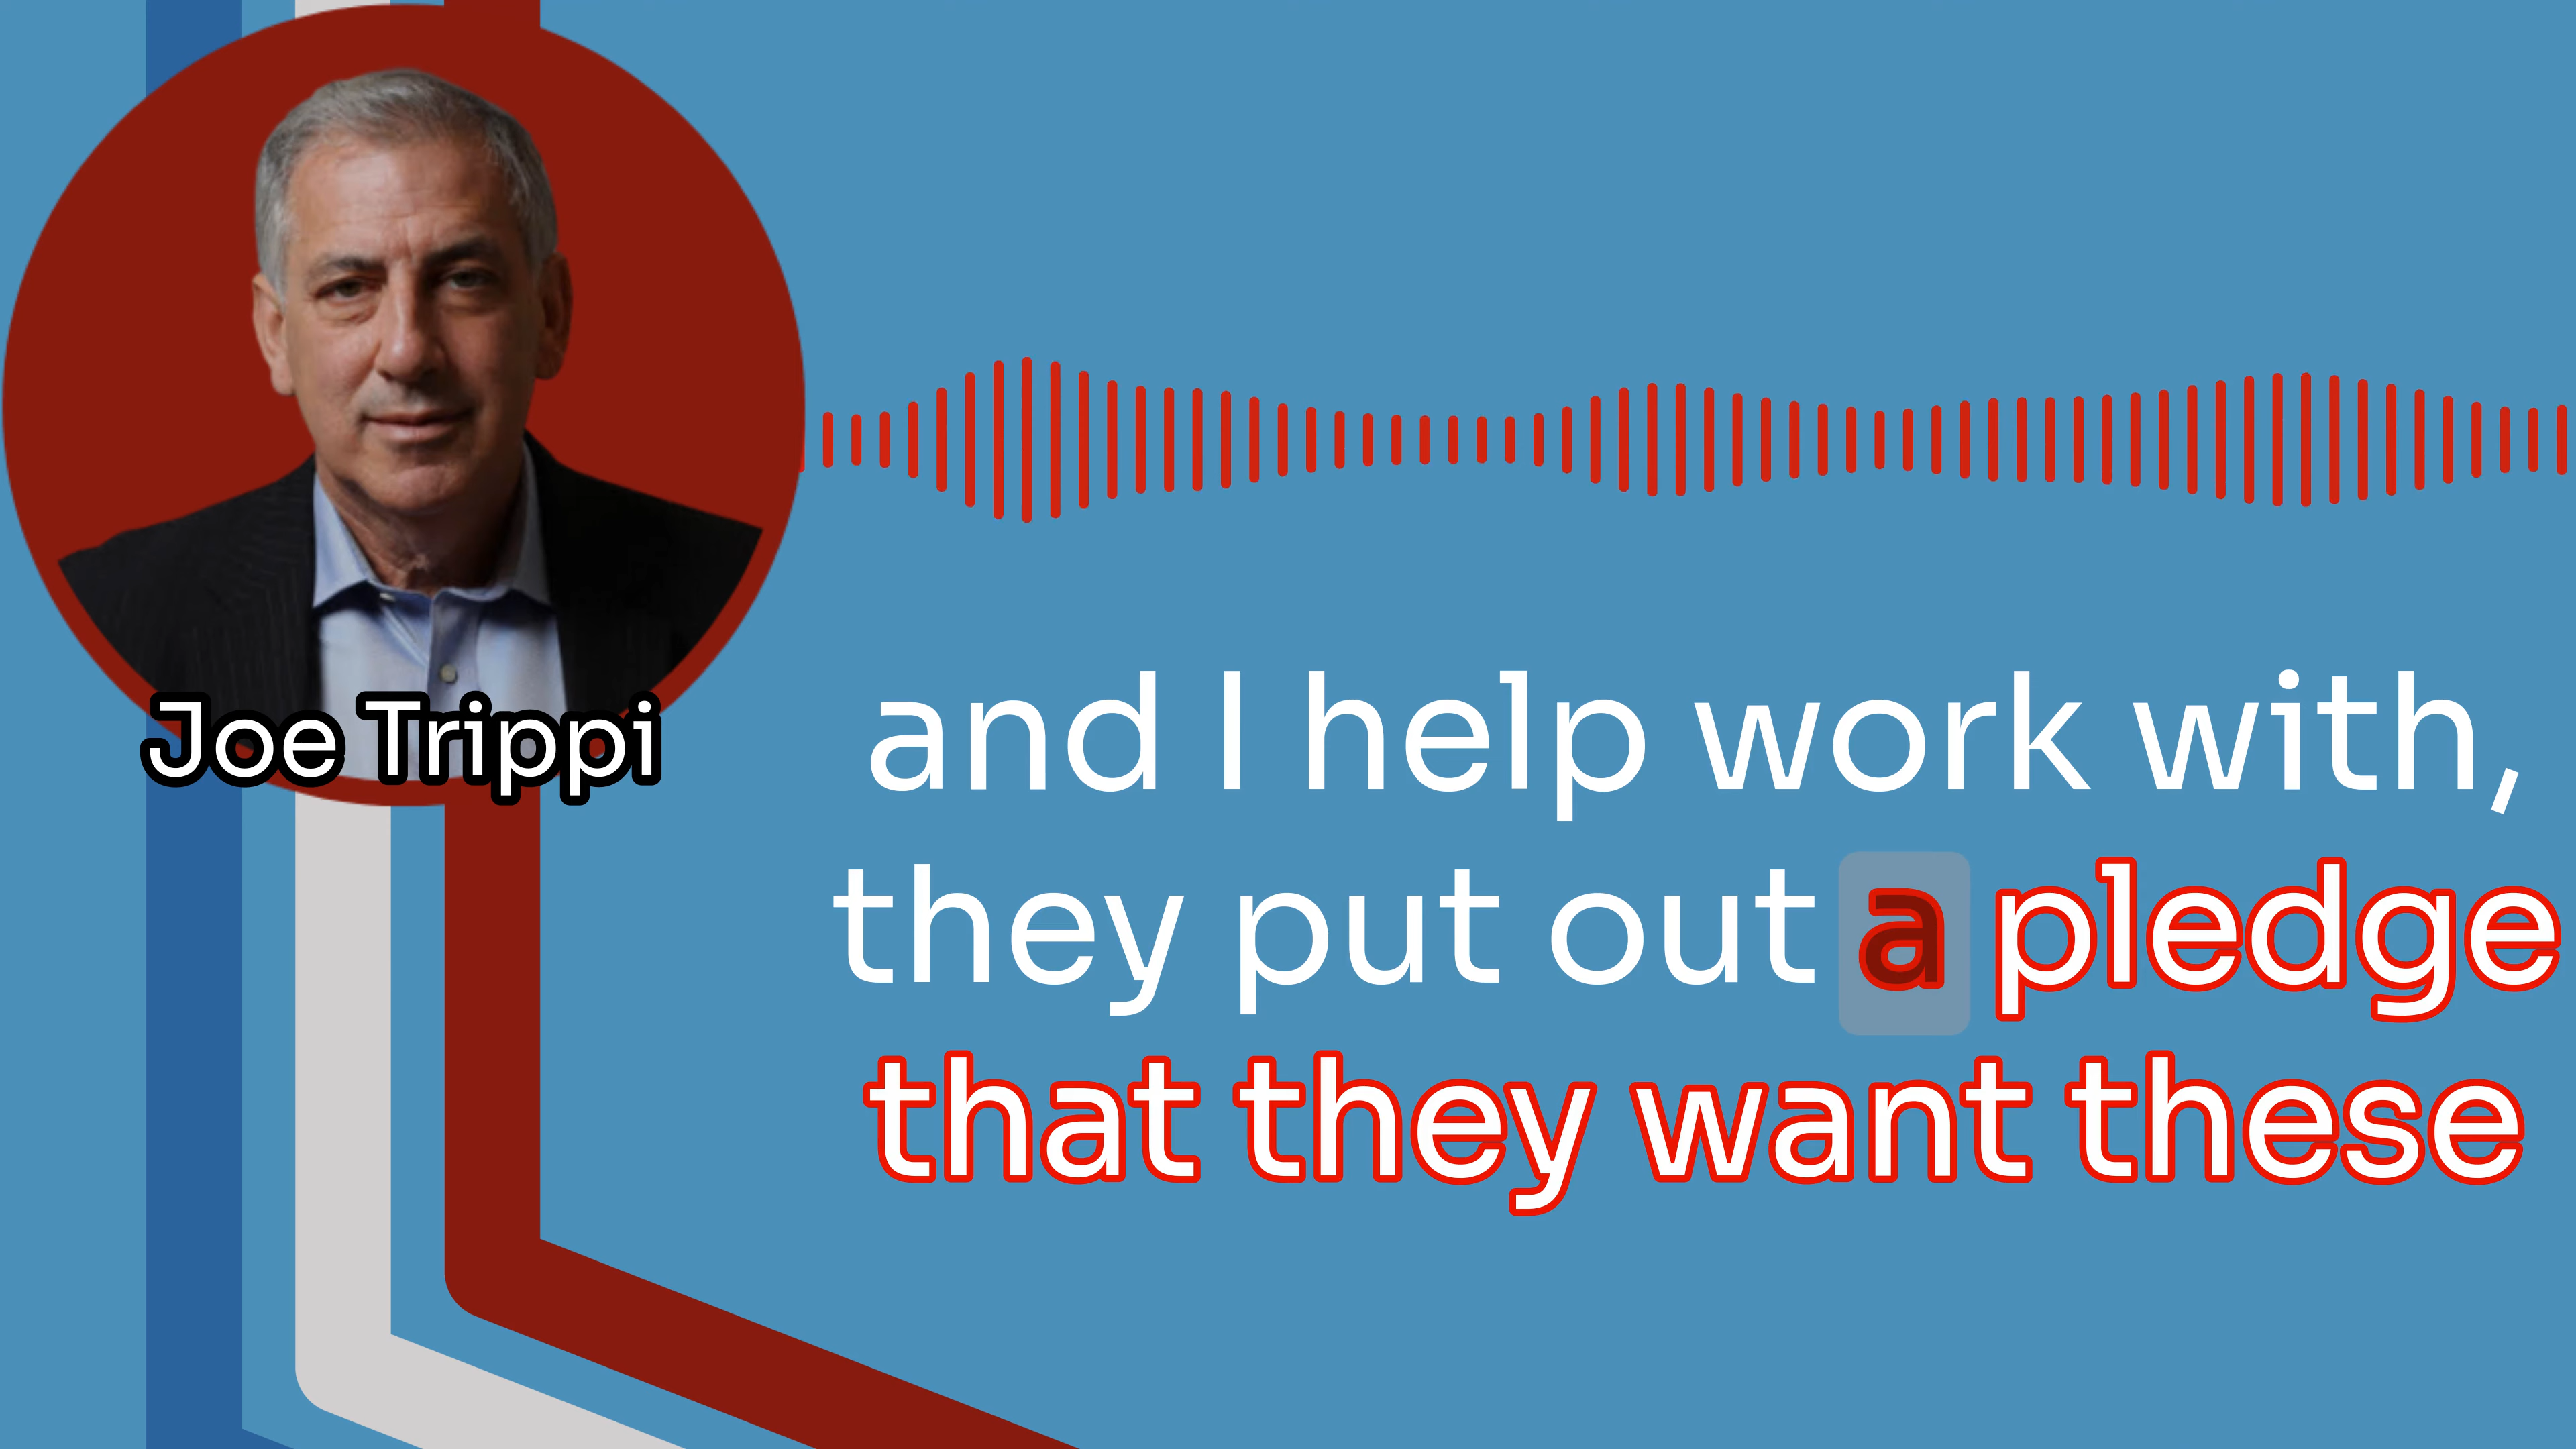 Joe Trippi
and I help work with,
they put out a pledge
that they want these